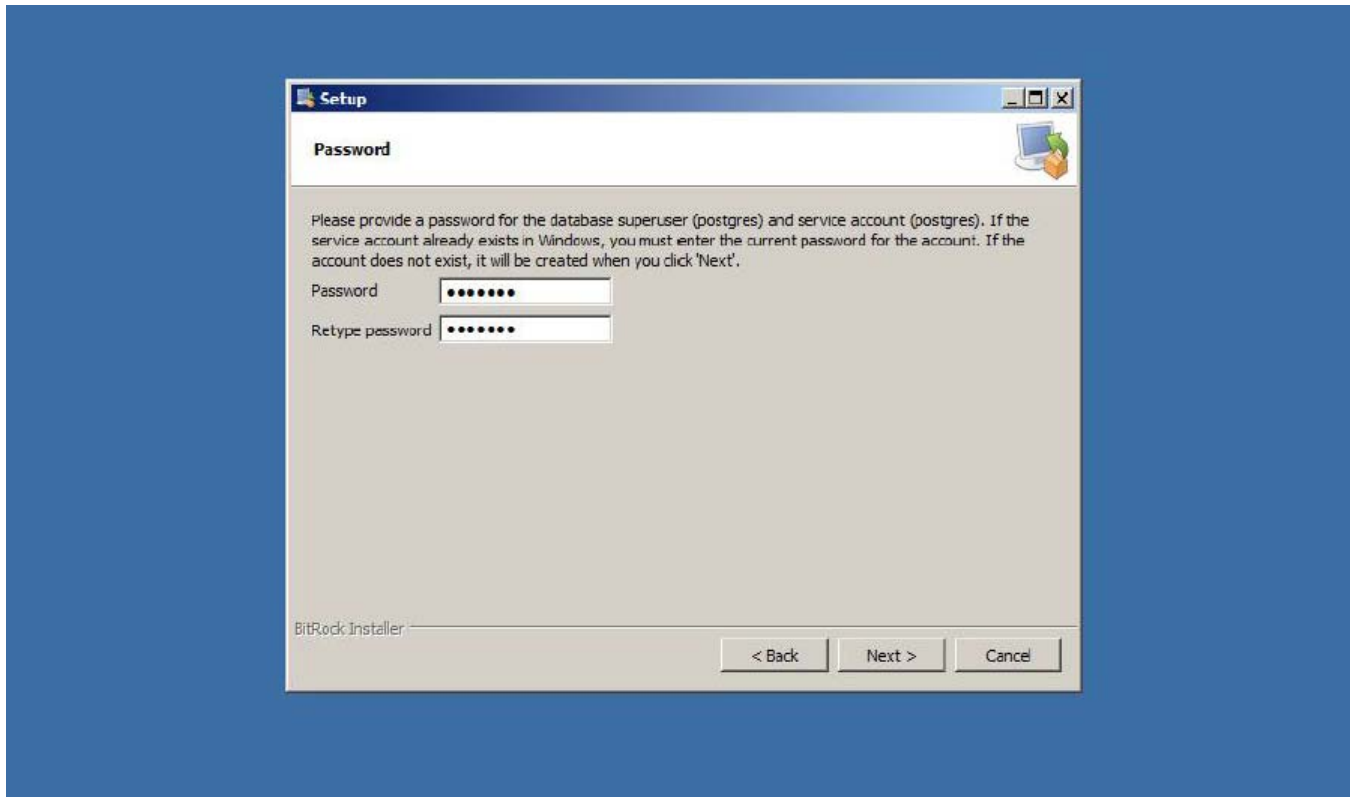 Setup
Password
Please provide a password for the database superuser (postgres) and service account (postgres). If the
service account already exists in Windows, you must enter the current password for the account. If the
account does not exist, it will be created when you click 'Next'.
Password •••••••
Retype password •••••••
BitRock Installer
< Back Next > Cancel